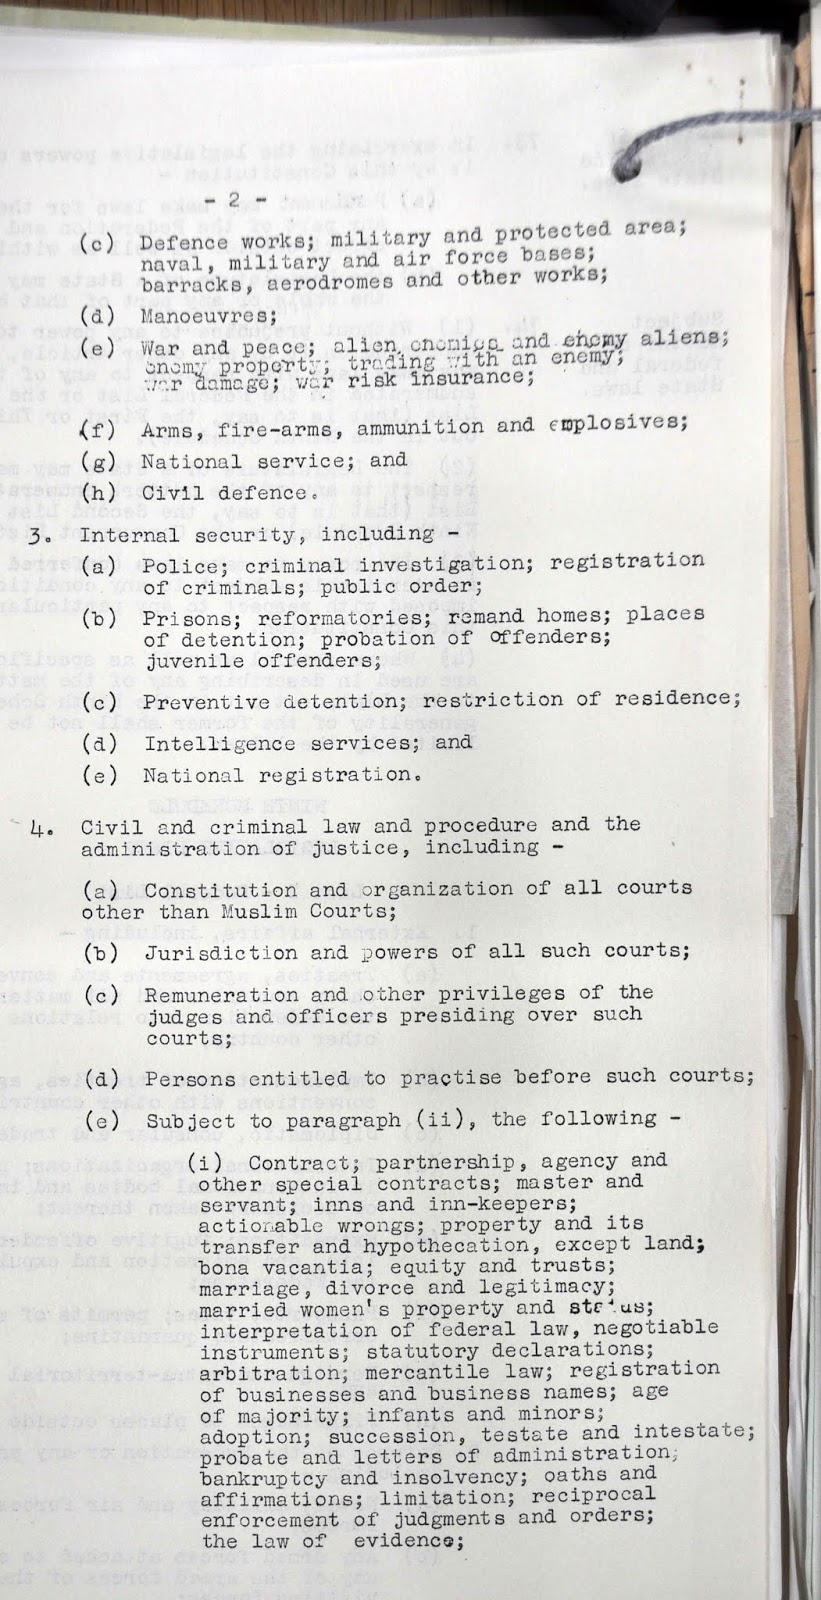 - 2 -
(c) Defence works; military and protected area;
naval, military and air force bases;
barracks, aerodromes and other works;
(d) Manoeuvres;
(e) War and peace; alien enemies and enemy aliens;
enemy property; trading with an enemy;
war damage; war risk insurance;
(f) Arms, fire-arms, ammunition and explosives;
(g) National service; and
(h) Civil defence.
3. Internal security, including -
(a) Police; criminal investigation; registration
of criminals; public order;
(b) Prisons; reformatories; remand homes; places
of detention; probation of offenders;
juvenile offenders;
(c) Preventive detention; restriction of residence;
(d) Intelligence services; and
(e) National registration.
4. Civil and criminal law and procedure and the
administration of justice, including -
(a) Constitution and organization of all courts
other than Muslim Courts;
(b) Jurisdiction and powers of all such courts;
(c) Remuneration and other privileges of the
judges and officers presiding over such
courts;
(d) Persons entitled to practise before such courts;
(e) Subject to paragraph (ii), the following -
(i) Contract; partnership, agency and
other special contracts; master and
servant; inns and inn-keepers;
actionable wrongs; property and its
transfer and hypothecation, except land;
bona vacantia; equity and trusts;
marriage, divorce and legitimacy;
married women's property and status;
interpretation of federal law, negotiable
instruments; statutory declarations;
arbitration; mercantile law; registration
of businesses and business names; age
of majority; infants and minors;
adoption; succession, testate and intestate;
probate and letters of administration;
bankruptcy and insolvency; oaths and
affirmations; limitation; reciprocal
enforcement of judgments and orders;
the law of evidence;